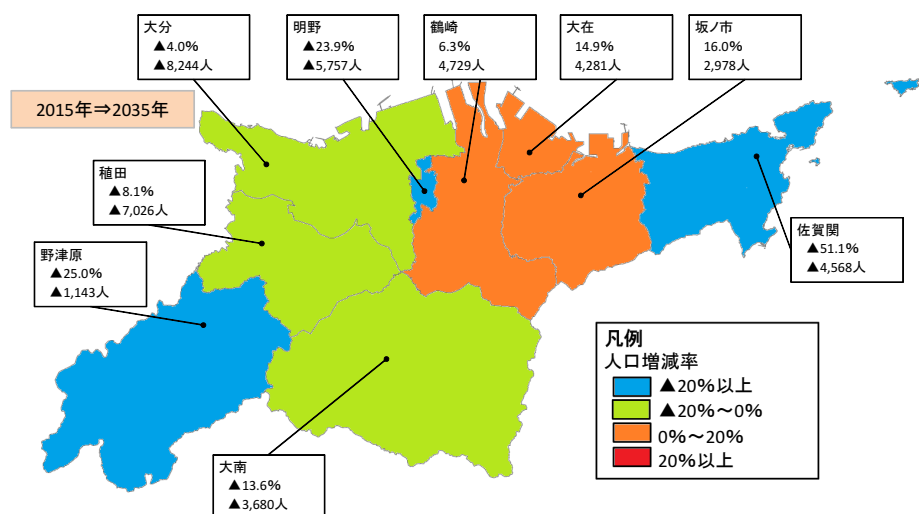 大分
▲4.0%
▲8,244人
明野
▲23.9%
▲5,757人
鶴崎
6.3%
4,729人
大在
14.9%
4,281人
坂ノ市
16.0%
2,978人
2015年⇒2035年
稙田
▲8.1%
▲7,026人
野津原
▲25.0%
▲1,143人
佐賀関
▲51.1%
▲4,568人
大南
▲13.6%
▲3,680人
凡例
人口増減率
▲20%以上
▲20%～0%
0%～20%
20%以上